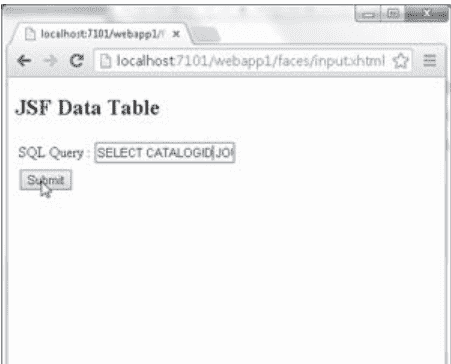 localhost:7101/webapp1/f
localhost:7101/webapp1/faces/input.xhtml
JSF Data Table
SQL Query : SELECT CATALOGID,JO
Submit